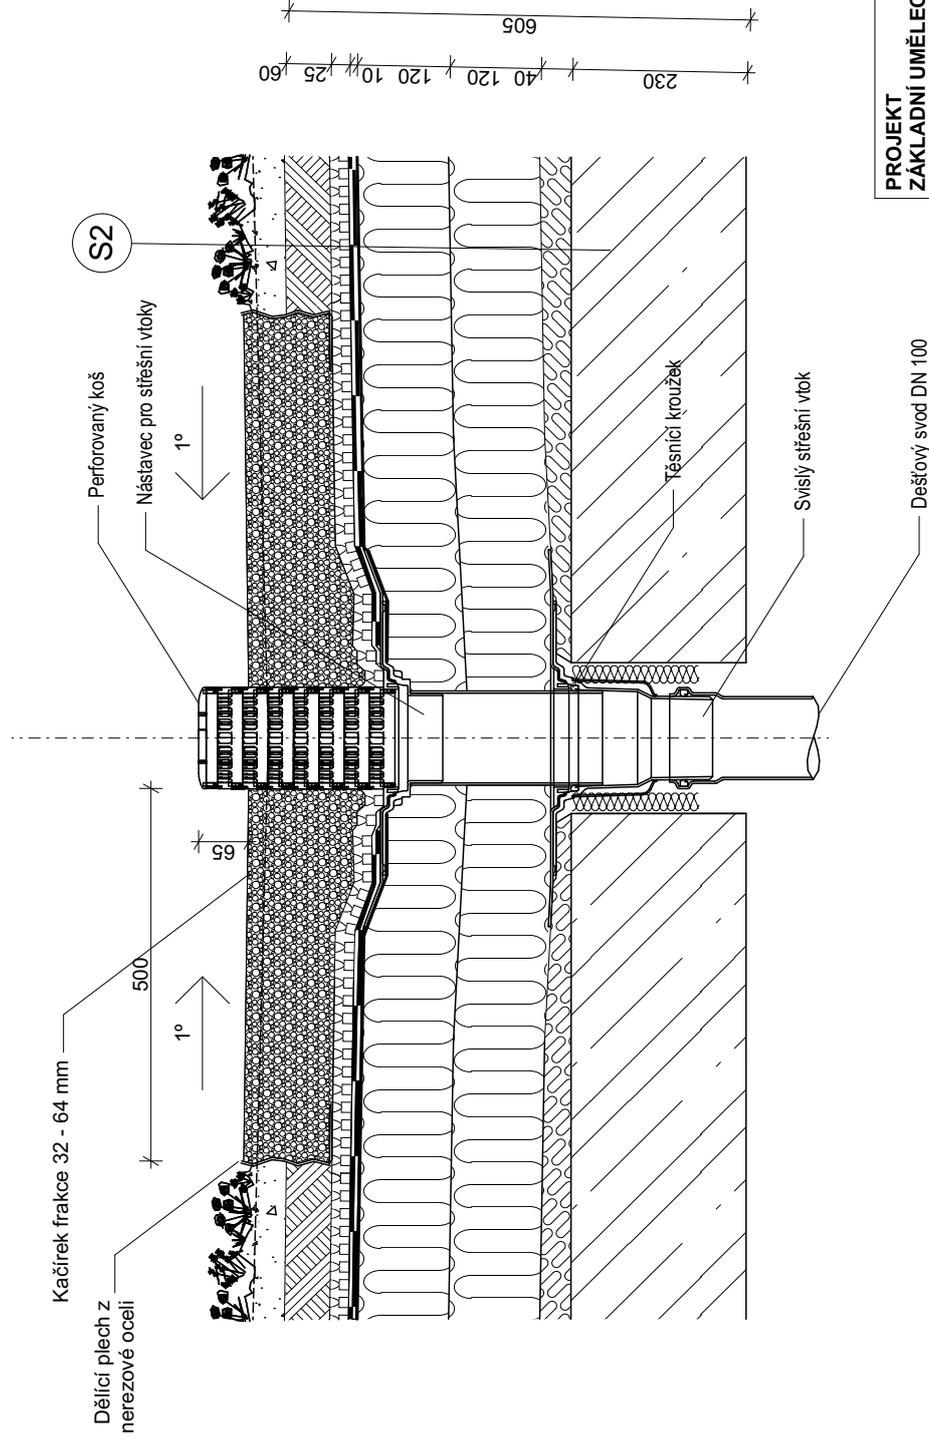 Dělící plech z
nerezové oceli
Kačírek frakce 32 - 64 mm
500
65
1°
1°
Perforovaný koš
Nástavec pro střešní vtoky
S2
Těsnící kroužek
Svislý střešní vtok
Dešťový svod DN 100
60
25
10
120
120
40
230
605
PROJEKT
ZÁKLADNÍ UMĚLEC